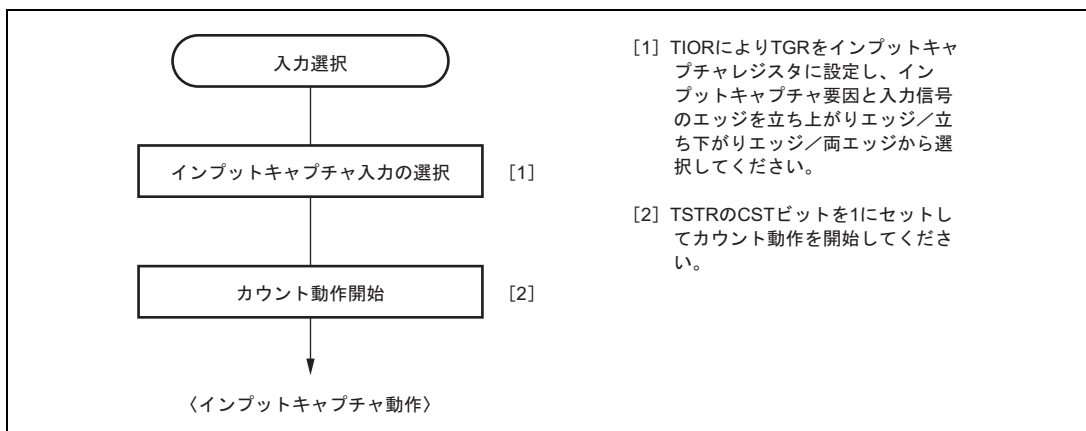 入力選択
インプットキャプチャ入力の選択 [1]
カウント動作開始 [2]
〈インプットキャプチャ動作〉
[1] TIORによりTGRをインプットキャ
プチャレジスタに設定し、イン
プットキャプチャ要因と入力信号
のエッジを立ち上がりエッジ／立
ち下がりエッジ／両エッジから選
択してください。
[2] TSTRのCSTビットを1にセットし
てカウント動作を開始してくださ
い。